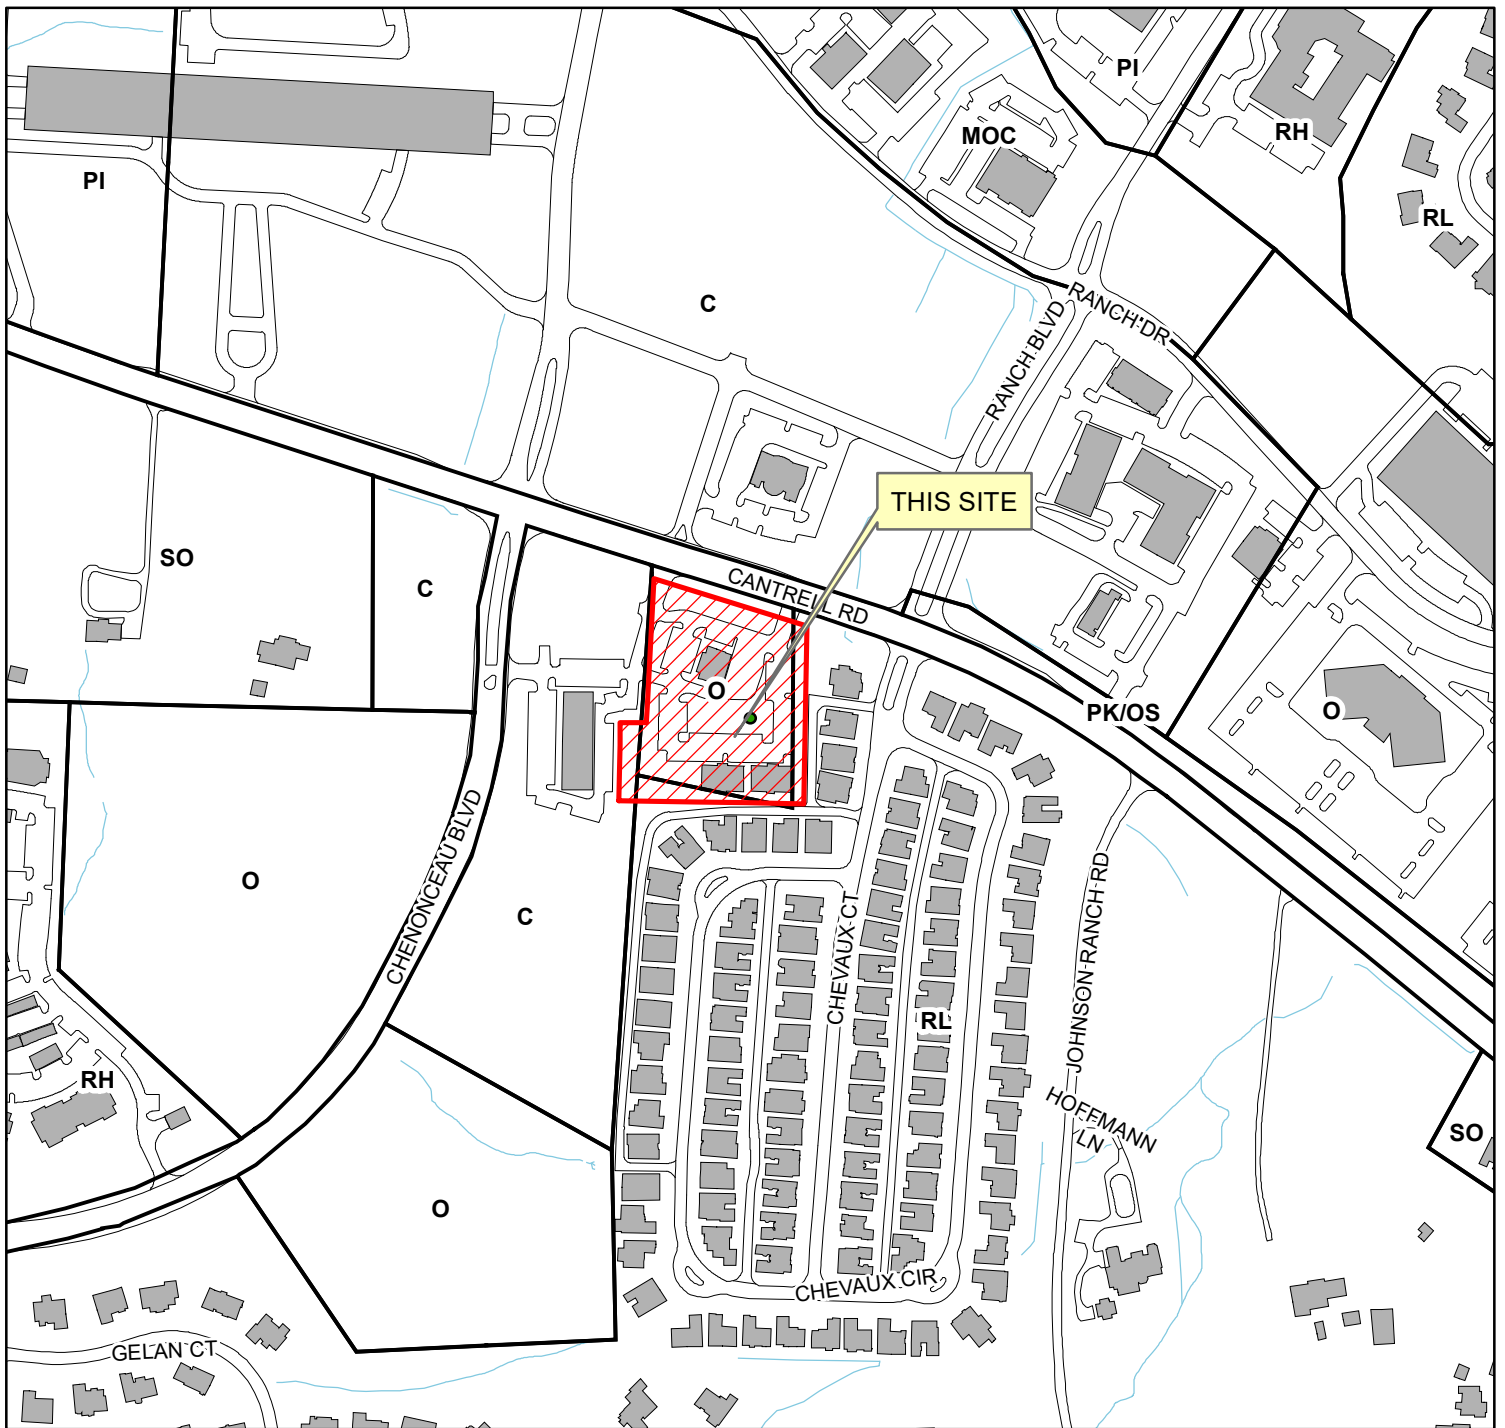 PI
MOC
RH
PI
RL
C
RANCH DR
RANCH BLVD
THIS SITE
SO
C
CANTRELL RD
O
PK/OS
O
CHENONCEAU BLVD
O
C
CHEVAUX CT
JOHNSON RANCH RD
RL
RH
HOFFMANN
LN
SO
O
CHEVAUX CIR
GELAN CT